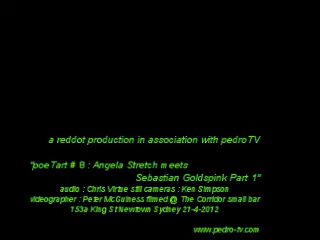 a reddot production in association with pedroTV
"poeTart # 8 : Angela Stretch meets
Sebastian Goldspink Part 1"
audio : Chris Virtue still cameras : Ken Simpson
videographer : Peter McGuiness filmed @ The Corridor small bar
153a King St Newtown Sydney 21-4-2012
www.pedro-tv.com